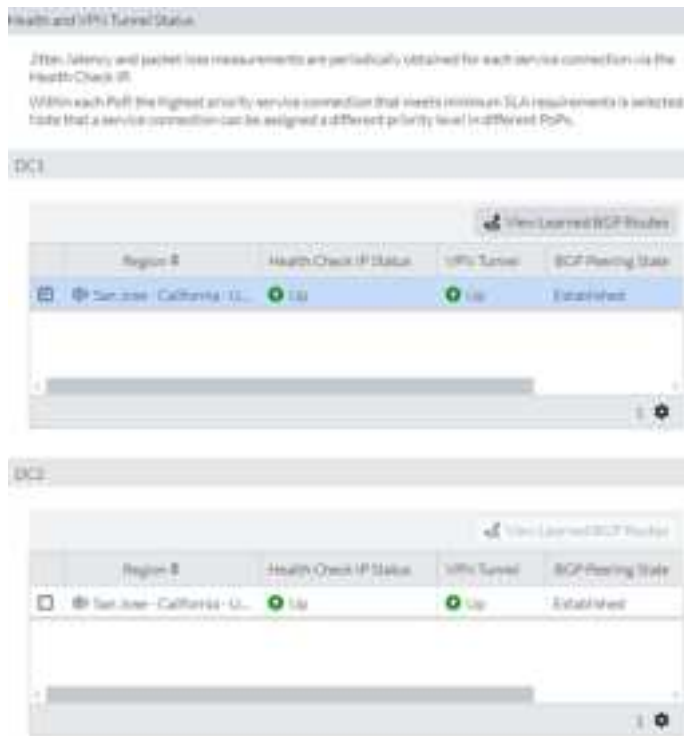 Health and VPN Tunnel Status
Jitter, latency and packet loss measurements are periodically obtained for each service connection via the
Health Check IP.
Within each PoP, the highest priority service connection that meets minimum SLA requirements is selected.
Note that a service connection can be assigned a different priority level in different PoPs.
DC1
View Learned BGP Routes
Region Health Check IP Status VPN Tunnel BGP Peering State
San Jose - California - U... Up Up Established
1
DC2
View Learned BGP Routes
Region Health Check IP Status VPN Tunnel BGP Peering State
San Jose - California - U... Up Up Established
1